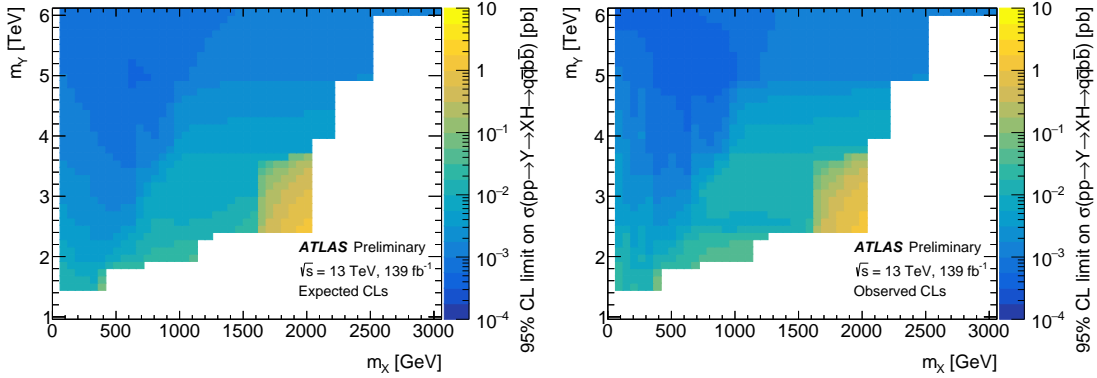 m_Y [TeV]
6
5
4
3
2
1
0 500 1000 1500 2000 2500 3000
m_X [GeV]
ATLAS Preliminary
√s = 13 TeV, 139 fb⁻¹
Expected CLs
10
1
10⁻¹
10⁻²
10⁻³
10⁻⁴
95% CL limit on σ(pp→Y→XH→qq̄bb̄) [pb]
m_Y [TeV]
6
5
4
3
2
1
0 500 1000 1500 2000 2500 3000
m_X [GeV]
ATLAS Preliminary
√s = 13 TeV, 139 fb⁻¹
Observed CLs
10
1
10⁻¹
10⁻²
10⁻³
10⁻⁴
95% CL limit on σ(pp→Y→XH→qq̄bb̄) [pb]